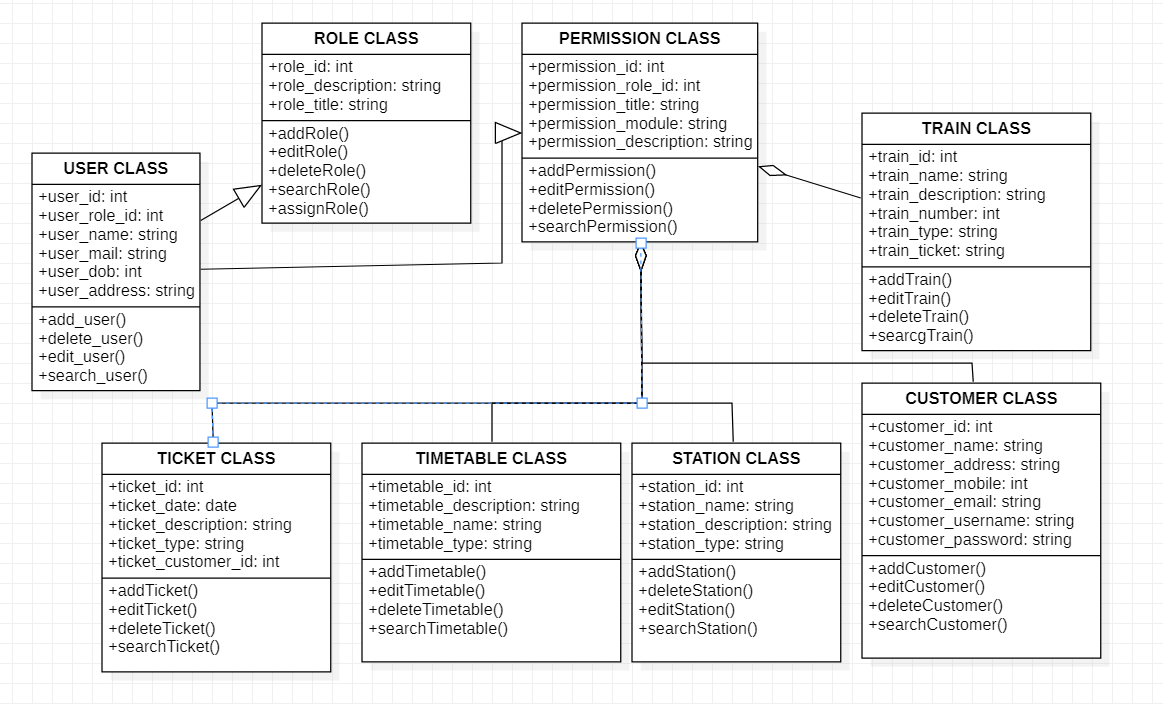 ROLE CLASS
+role_id: int
+role_description: string
+role_title: string
+addRole()
+editRole()
+deleteRole()
+searchRole()
+assignRole()
PERMISSION CLASS
+permission_id: int
+permission_role_id: int
+permission_title: string
+permission_module: string
+permission_description: string
+addPermission()
+editPermission()
+deletePermission()
+searchPermission()
TRAIN CLASS
+train_id: int
+train_name: string
+train_description: string
+train_number: int
+train_type: string
+train_ticket: string
+addTrain()
+editTrain()
+deleteTrain()
+searcgTrain()
USER CLASS
+user_id: int
+user_role_id: int
+user_name: string
+user_mail: string
+user_dob: int
+user_address: string
+add_user()
+delete_user()
+edit_user()
+search_user()
TICKET CLASS
+ticket_id: int
+ticket_date: date
+ticket_description: string
+ticket_type: string
+ticket_customer_id: int
+addTicket()
+editTicket()
+deleteTicket()
+searchTicket()
TIMETABLE CLASS
+timetable_id: int
+timetable_description: string
+timetable_name: string
+timetable_type: string
+addTimetable()
+editTimetable()
+deleteTimetable()
+searchTimetable()
STATION CLASS
+station_id: int
+station_name: string
+station_description: string
+station_type: string
+addStation()
+deleteStation()
+editStation()
+searchStation()
CUSTOMER CLASS
+customer_id: int
+customer_name: string
+customer_address: string
+customer_mobile: int
+customer_email: string
+customer_username: string
+customer_password: string
+addCustomer()
+editCustomer()
+deleteCustomer()
+searchCustomer()